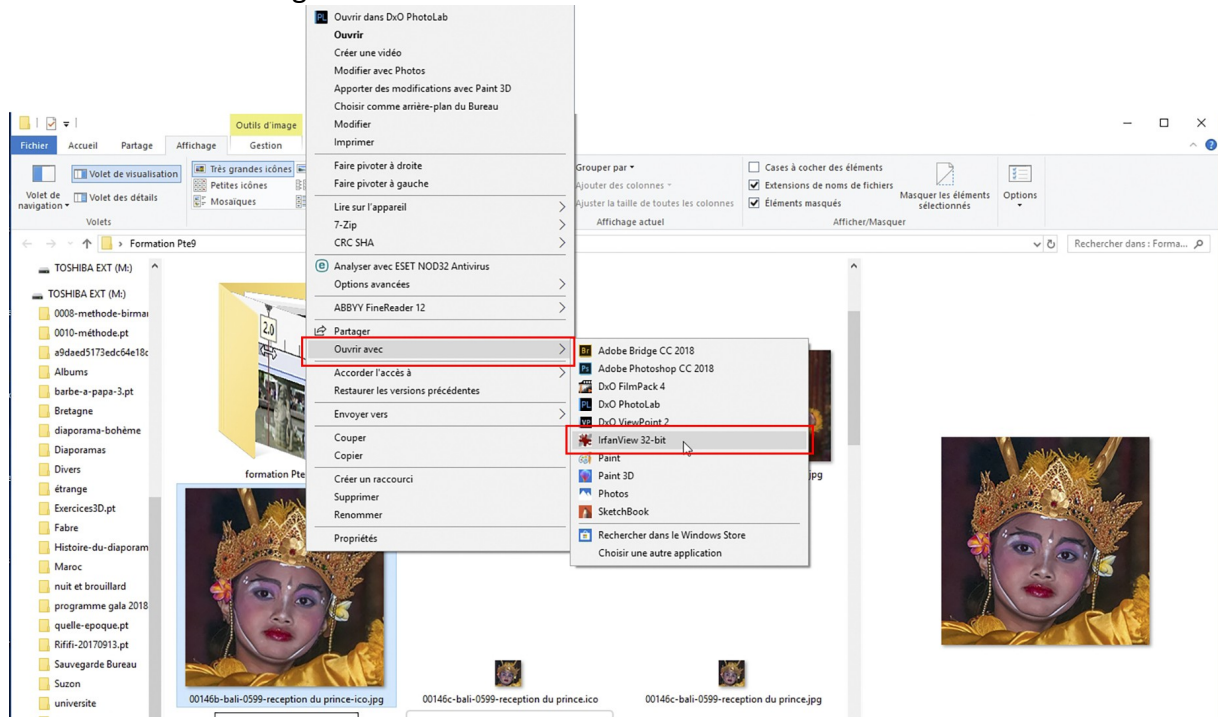 Ouvrir dans DxO PhotoLab
Ouvrir
Créer une vidéo
Modifier avec Photos
Apporter des modifications avec Paint 3D
Choisir comme arrière-plan du Bureau
Modifier
Imprimer
Faire pivoter à droite
Faire pivoter à gauche
Lire sur l'appareil
7-Zip
CRC SHA
Analyser avec ESET NOD32 Antivirus
Options avancées
ABBYY FineReader 12
Partager
Ouvrir avec
Accorder l'accès à
Restaurer les versions précédentes
Envoyer vers
Couper
Copier
Créer un raccourci
Supprimer
Renommer
Propriétés
Adobe Bridge CC 2018
Adobe Photoshop CC 2018
DxO FilmPack 4
DxO PhotoLab
DxO ViewPoint 2
IrfanView 32-bit
Paint
Paint 3D
Photos
SketchBook
Rechercher dans le Windows Store
Choisir une autre application
Outils d'image
Fichier Accueil Partage Affichage Gestion
Volet de navigation
Volet de visualisation
Volet des détails
Volets
Très grandes icônes
Petites icônes
Mosaïques
Grouper par
Ajouter des colonnes
Ajuster la taille de toutes les colonnes
Affichage actuel
Cases à cocher des éléments
Extensions de noms de fichiers
Éléments masqués
Masquer les éléments sélectionnés
Afficher/Masquer
Options
Formation Pte9
Rechercher dans : Forma...
TOSHIBA EXT (M:)
TOSHIBA EXT (M:)
0008-methode-birmar
0010-méthode.pt
a9daed5173edc64e18c
Albums
barbe-a-papa-3.pt
Bretagne
diaporama-bohème
Diaporamas
Divers
étrange
Exercices3D.pt
Fabre
Histoire-du-diaporam
Maroc
nuit et brouillard
programme gala 2018
quelle-epoque.pt
Rififi-20170913.pt
Sauvegarde Bureau
Suzon
universite
2.0
formation Pte
jpg
00146b-bali-0599-reception du prince-ico.jpg
00146c-bali-0599-reception du prince.ico
00146c-bali-0599-reception du prince.jpg